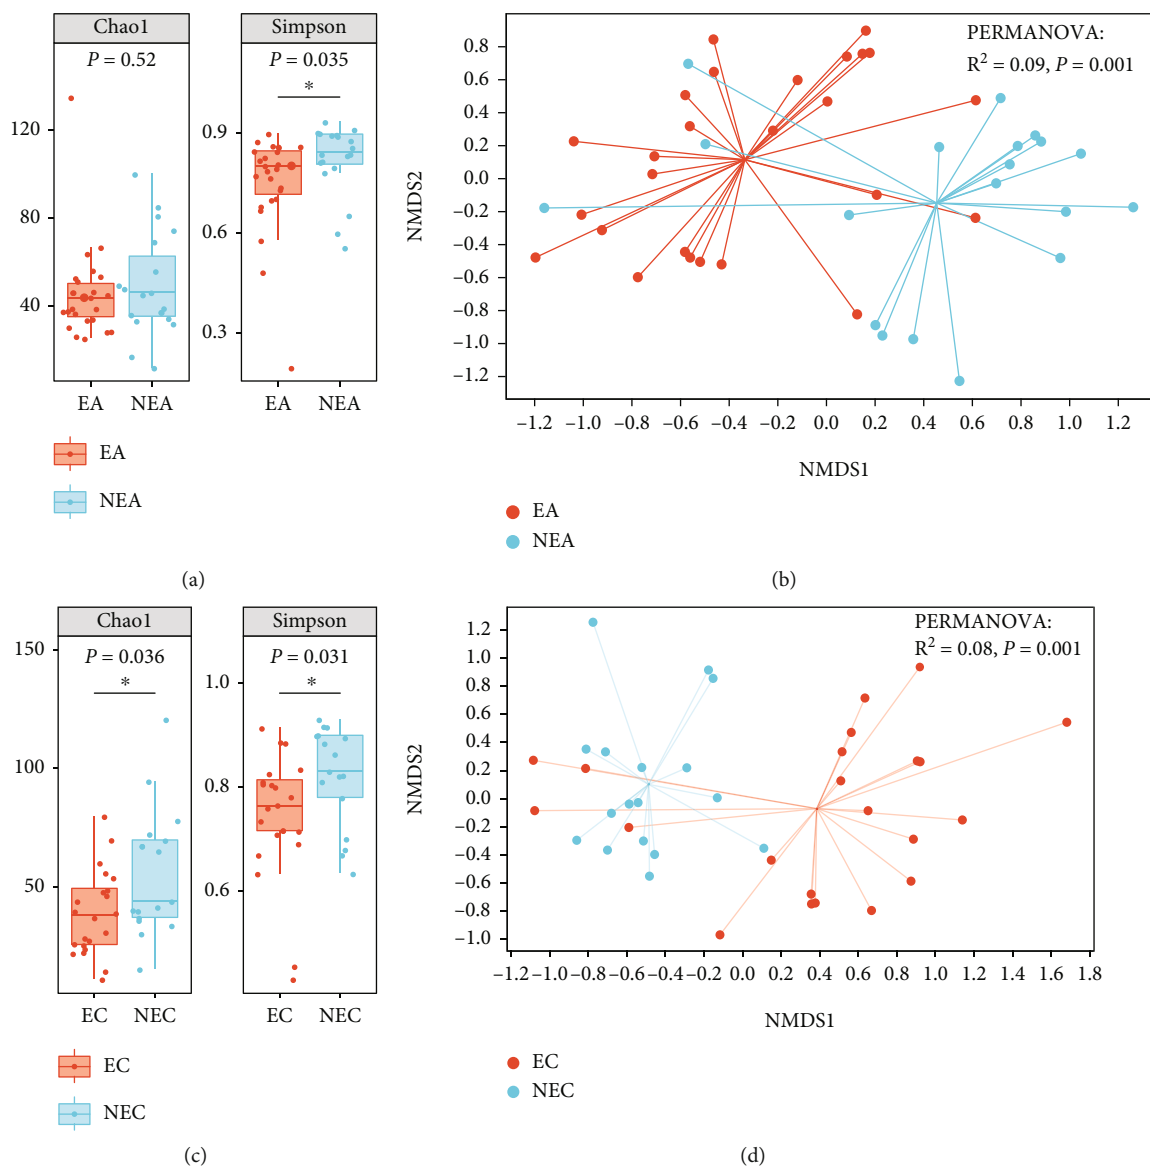 Chao1
P = 0.52
120
80
40
EA NEA
Simpson
P = 0.035
*
0.9
0.6
0.3
EA NEA
EA
NEA
(a)
PERMANOVA:
R² = 0.09, P = 0.001
0.8
0.6
0.4
0.2
0.0
−0.2
−0.4
−0.6
−0.8
−1.0
−1.2
NMDS2
−1.2 −1.0 −0.8 −0.6 −0.4 −0.2 0.0 0.2 0.4 0.6 0.8 1.0 1.2
NMDS1
EA
NEA
(b)
Chao1
P = 0.036
*
150
100
50
EC NEC
Simpson
P = 0.031
*
1.0
0.8
0.6
EC NEC
EC
NEC
(c)
PERMANOVA:
R² = 0.08, P = 0.001
1.2
1.0
0.8
0.6
0.4
0.2
0.0
−0.2
−0.4
−0.6
−0.8
−1.0
NMDS2
−1.2 −1.0 −0.8 −0.6 −0.4 −0.2 0.0 0.2 0.4 0.6 0.8 1.0 1.2 1.4 1.6 1.8
NMDS1
EC
NEC
(d)